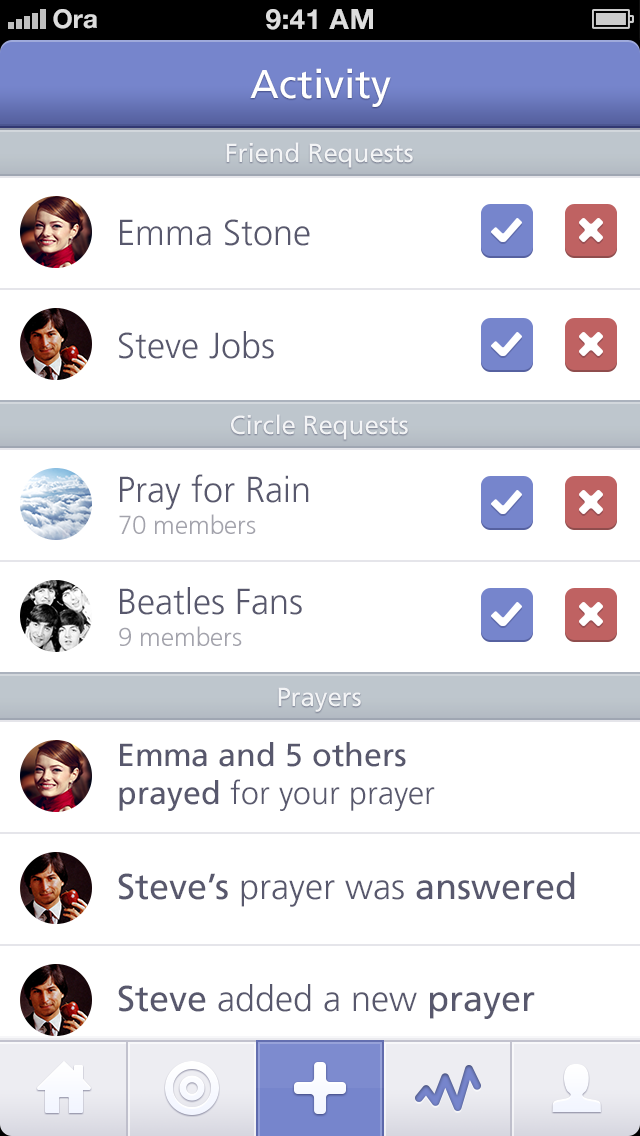 Ora 9:41 AM
Activity
Friend Requests
Emma Stone
Steve Jobs
Circle Requests
Pray for Rain
70 members
Beatles Fans
9 members
Prayers
Emma and 5 others
prayed for your prayer
Steve’s prayer was answered
Steve added a new prayer